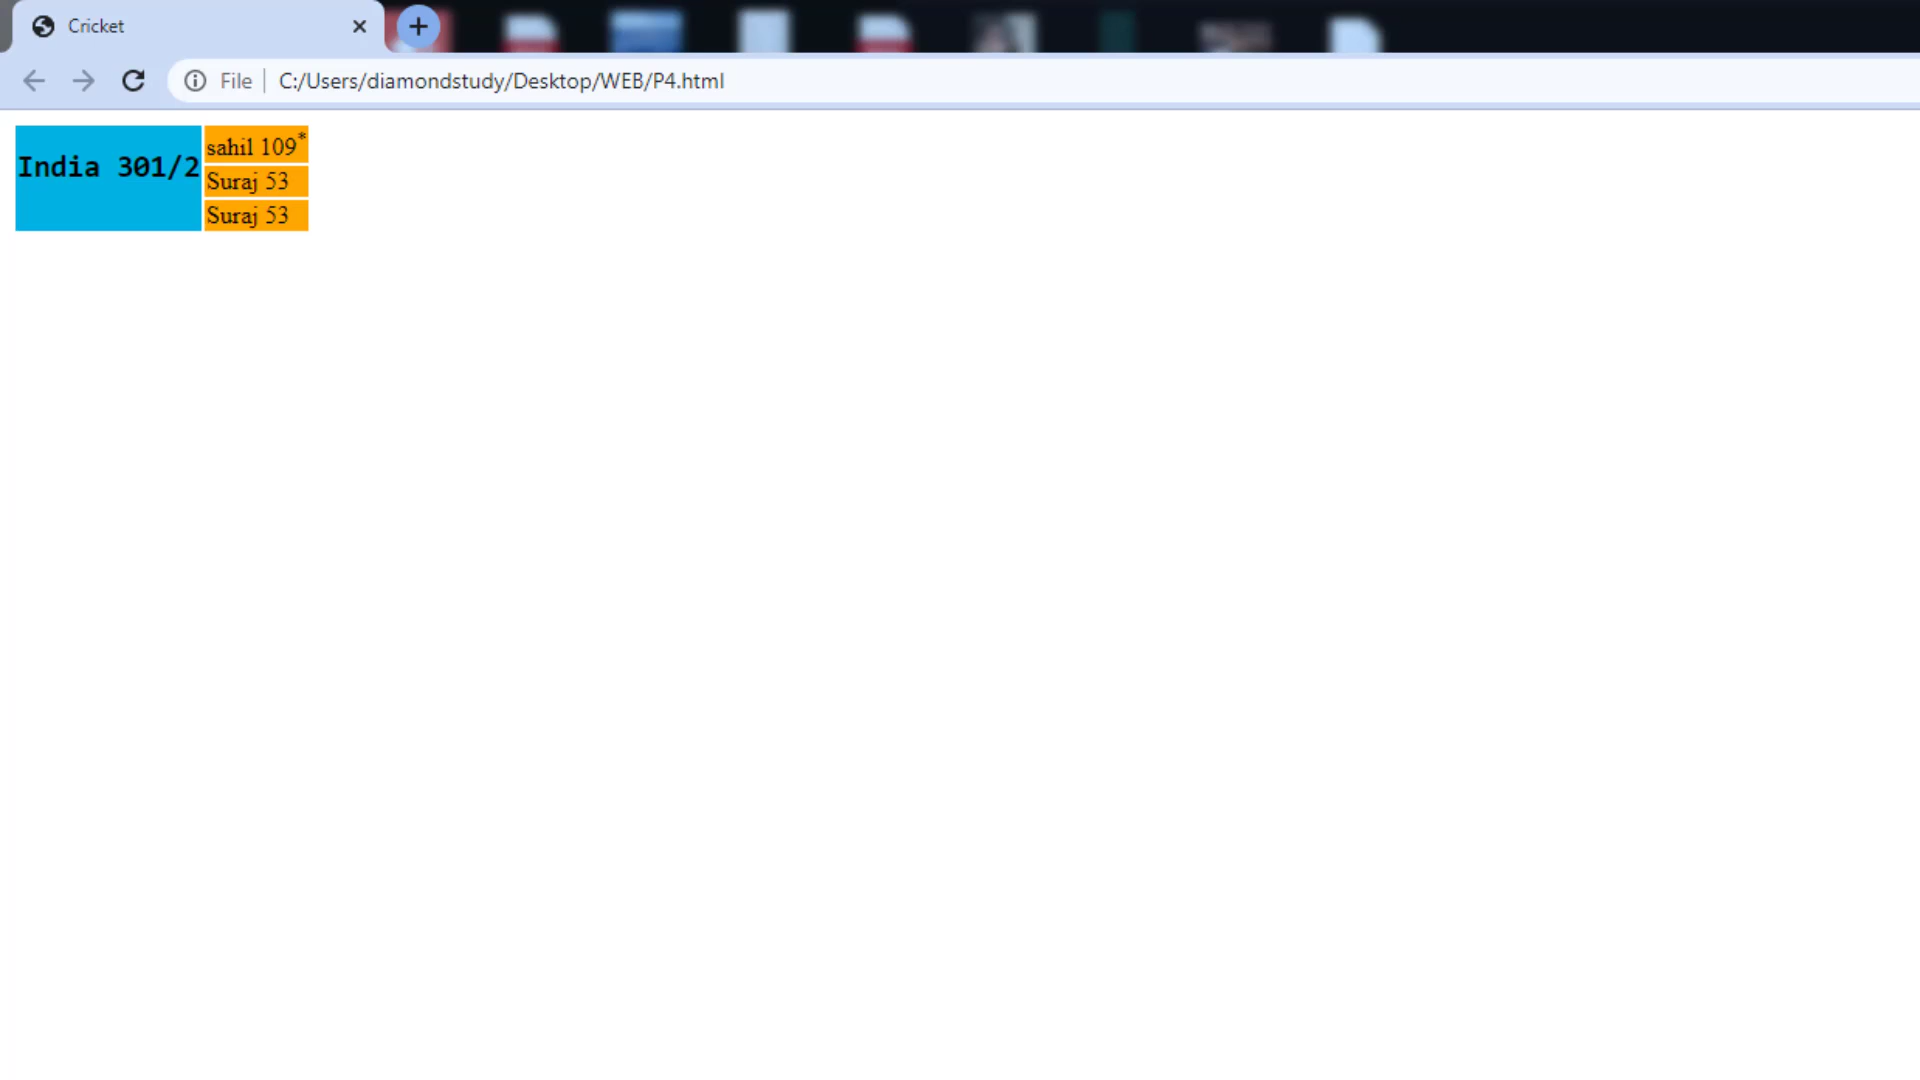 Cricket
File C:/Users/diamondstudy/Desktop/WEB/P4.html
India 301/2
sahil 109*
Suraj 53
Suraj 53